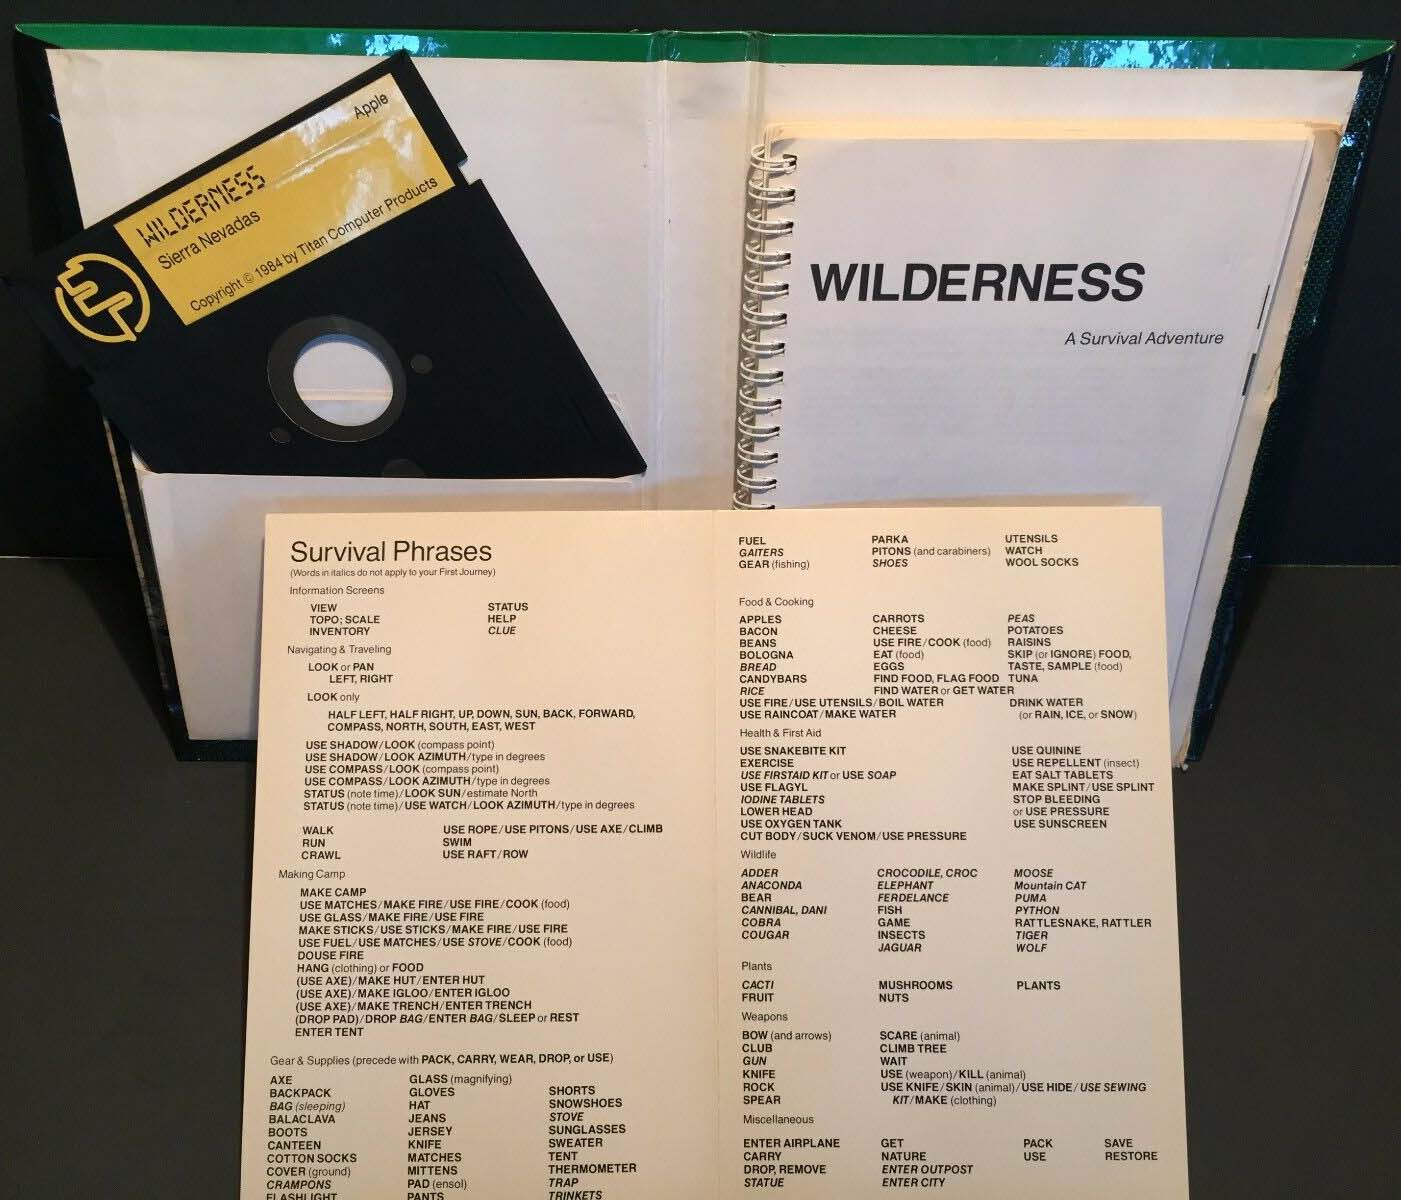 Apple
WILDERNESS
Sierra Nevadas
Copyright © 1984 by Titan Computer Products
WILDERNESS
A Survival Adventure
Survival Phrases
(Words in italics do not apply to your First Journey)
Information Screens
VIEW STATUS
TOPO; SCALE HELP
INVENTORY CLUE
Navigating & Traveling
LOOK or PAN
LEFT, RIGHT
LOOK only
HALF LEFT, HALF RIGHT, UP, DOWN, SUN, BACK, FORWARD,
COMPASS, NORTH, SOUTH, EAST, WEST
USE SHADOW/LOOK (compass point)
USE SHADOW/LOOK AZIMUTH/type in degrees
USE COMPASS/LOOK (compass point)
USE COMPASS/LOOK AZIMUTH/type in degrees
STATUS (note time)/LOOK SUN/estimate North
STATUS (note time)/USE WATCH/LOOK AZIMUTH/type in degrees
WALK USE ROPE/USE PITONS/USE AXE/CLIMB
RUN SWIM
CRAWL USE RAFT/ROW
Making Camp
MAKE CAMP
USE MATCHES/MAKE FIRE/USE FIRE/COOK (food)
USE GLASS/MAKE FIRE/USE FIRE
MAKE STICKS/USE STICKS/MAKE FIRE/USE FIRE
USE FUEL/USE MATCHES/USE STOVE/COOK (food)
DOUSE FIRE
HANG (clothing) or FOOD
(USE AXE)/MAKE HUT/ENTER HUT
(USE AXE)/MAKE IGLOO/ENTER IGLOO
(USE AXE)/MAKE TRENCH/ENTER TRENCH
(DROP PAD)/DROP BAG/ENTER BAG/SLEEP or REST
ENTER TENT
Gear & Supplies (precede with PACK, CARRY, WEAR, DROP, or USE)
AXE GLASS (magnifying) SHORTS
BACKPACK GLOVES SNOWSHOES
BAG (sleeping) HAT STOVE
BALACLAVA JEANS SUNGLASSES
BOOTS JERSEY SWEATER
CANTEEN KNIFE TENT
COTTON SOCKS MATCHES THERMOMETER
COVER (ground) MITTENS TRAP
CRAMPONS PAD (ensol) TRINKETS
FLASHLIGHT PANTS
FUEL PARKA UTENSILS
GAITERS PITONS (and carabiners) WATCH
GEAR (fishing) SHOES WOOL SOCKS
Food & Cooking
APPLES CARROTS PEAS
BACON CHEESE POTATOES
BEANS USE FIRE/COOK (food) RAISINS
BOLOGNA EAT (food) SKIP (or IGNORE) FOOD,
BREAD EGGS TASTE, SAMPLE (food)
CANDYBARS FIND FOOD, FLAG FOOD TUNA
RICE FIND WATER or GET WATER
USE FIRE/USE UTENSILS/BOIL WATER DRINK WATER
USE RAINCOAT/MAKE WATER (or RAIN, ICE, or SNOW)
Health & First Aid
USE SNAKEBITE KIT USE QUININE
EXERCISE USE REPELLENT (insect)
USE FIRSTAID KIT or USE SOAP EAT SALT TABLETS
USE FLAGYL MAKE SPLINT/USE SPLINT
IODINE TABLETS STOP BLEEDING
LOWER HEAD or USE PRESSURE
USE OXYGEN TANK USE SUNSCREEN
CUT BODY/SUCK VENOM/USE PRESSURE
Wildlife
ADDER CROCODILE, CROC MOOSE
ANACONDA ELEPHANT Mountain CAT
BEAR FERDELANCE PUMA
CANNIBAL, DANI FISH PYTHON
COBRA GAME RATTLESNAKE, RATTLER
COUGAR INSECTS TIGER
JAGUAR WOLF
Plants
CACTI MUSHROOMS PLANTS
FRUIT NUTS
Weapons
BOW (and arrows) SCARE (animal)
CLUB CLIMB TREE
GUN WAIT
KNIFE USE (weapon)/KILL (animal)
ROCK USE KNIFE/SKIN (animal)/USE HIDE/USE SEWING
SPEAR KIT/MAKE (clothing)
Miscellaneous
ENTER AIRPLANE GET PACK SAVE
CARRY NATURE USE RESTORE
DROP, REMOVE ENTER OUTPOST
STATUE ENTER CITY